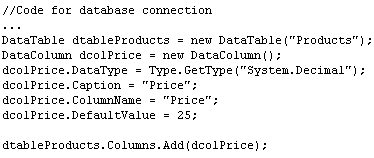 //Code for database connection
...
DataTable dtableProducts = new DataTable("Products");
DataColumn dcolPrice = new DataColumn();
dcolPrice.DataType = Type.GetType("System.Decimal");
dcolPrice.Caption = "Price";
dcolPrice.ColumnName = "Price";
dcolPrice.DefaultValue = 25;
dtableProducts.Columns.Add(dcolPrice);